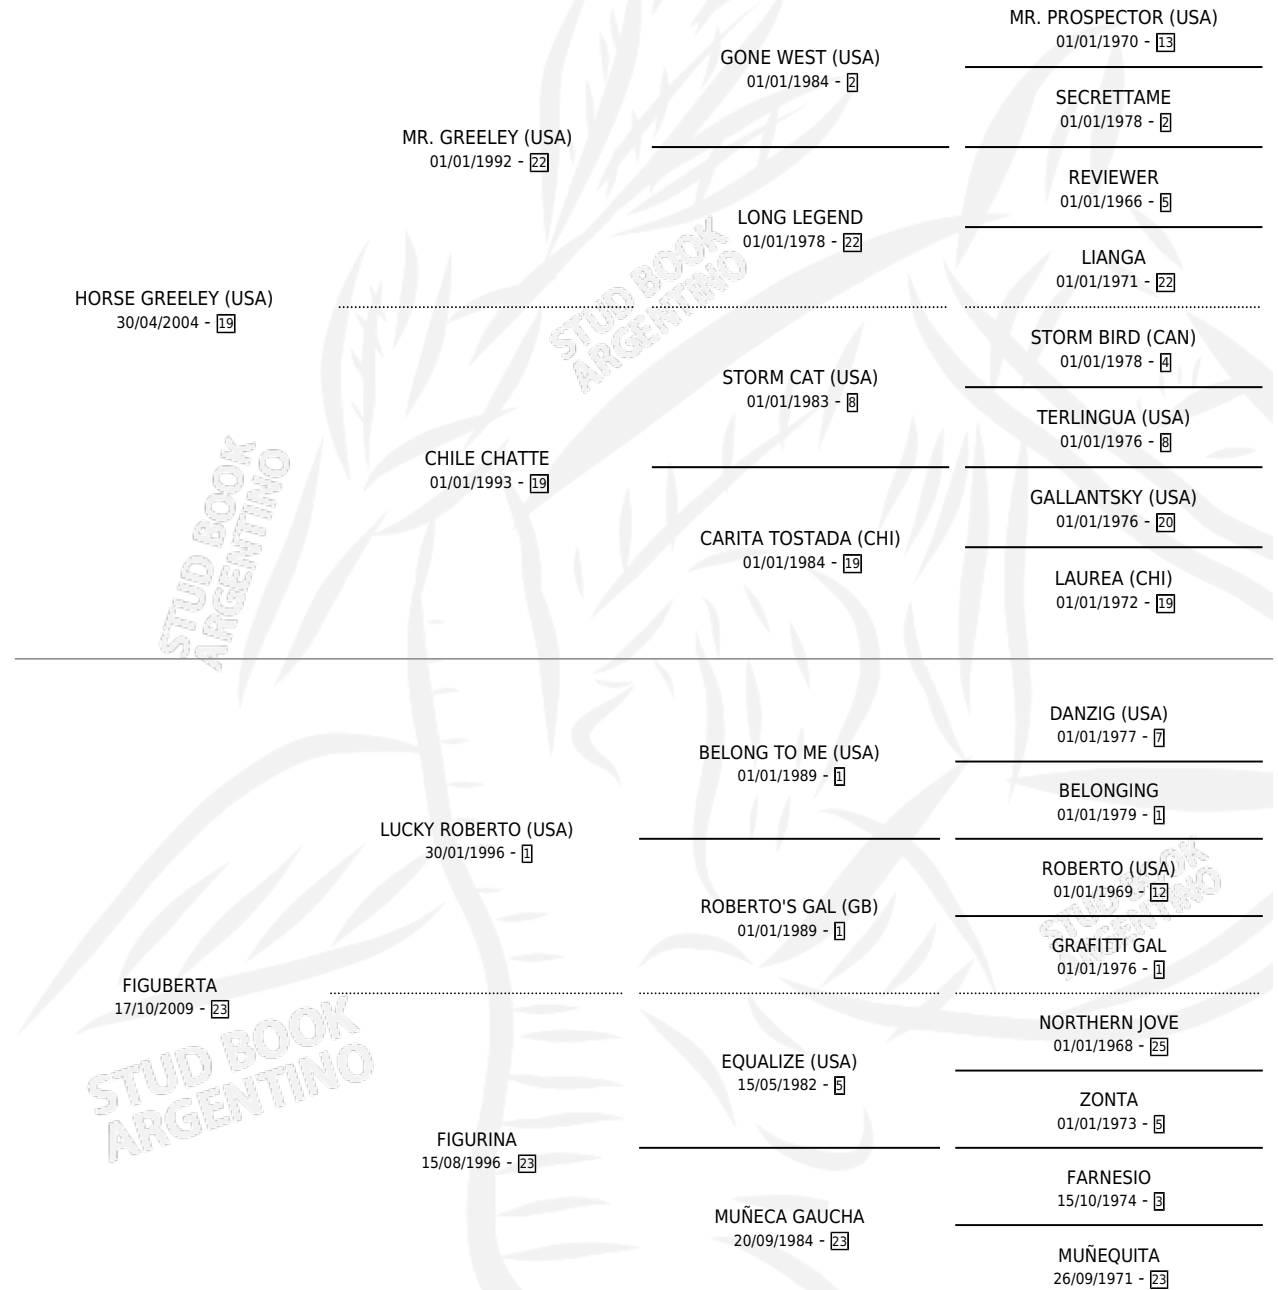 MR. PROSPECTOR (USA)
01/01/1970 - 13
GONE WEST (USA)
01/01/1984 - 2
SECRETTAME
01/01/1978 - 2
MR. GREELEY (USA)
01/01/1992 - 22
REVIEWER
01/01/1966 - 5
LONG LEGEND
01/01/1978 - 22
LIANGA
01/01/1971 - 22
HORSE GREELEY (USA)
30/04/2004 - 19
STORM BIRD (CAN)
01/01/1978 - 4
STORM CAT (USA)
01/01/1983 - 8
TERLINGUA (USA)
01/01/1976 - 8
CHILE CHATTE
01/01/1993 - 19
GALLANTSKY (USA)
01/01/1976 - 20
CARITA TOSTADA (CHI)
01/01/1984 - 19
LAUREA (CHI)
01/01/1972 - 19
STUD BOOK
ARGENTINO
STUD BOOK
ARGENTINO
DANZIG (USA)
01/01/1977 - 7
BELONG TO ME (USA)
01/01/1989 - 1
BELONGING
01/01/1979 - 1
LUCKY ROBERTO (USA)
30/01/1996 - 1
ROBERTO (USA)
01/01/1969 - 12
ROBERTO'S GAL (GB)
01/01/1989 - 1
GRAFITTI GAL
01/01/1976 - 1
FIGUBERTA
17/10/2009 - 23
NORTHERN JOVE
01/01/1968 - 25
EQUALIZE (USA)
15/05/1982 - 5
ZONTA
01/01/1973 - 5
FIGURINA
15/08/1996 - 23
FARNESIO
15/10/1974 - 3
MUÑECA GAUCHA
20/09/1984 - 23
MUÑEQUITA
26/09/1971 - 23
STUD BOOK
ARGENTINO
STUD BOOK
ARGENTINO